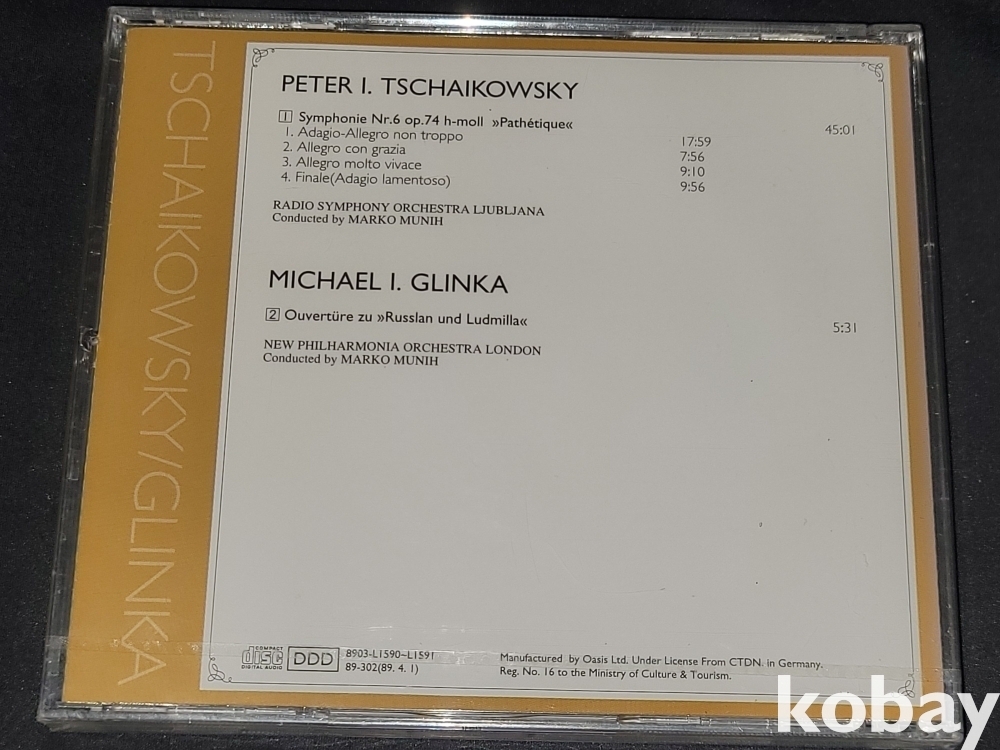 TSCHAIKOWSKY/GLINKA
PETER I. TSCHAIKOWSKY
1 Symphonie Nr.6 op.74 h-moll »Pathétique« 45:01
1. Adagio-Allegro non troppo 17:59
2. Allegro con grazia 7:56
3. Allegro molto vivace 9:10
4. Finale(Adagio lamentoso) 9:56
RADIO SYMPHONY ORCHESTRA LJUBLJANA
Conducted by MARKO MUNIH
MICHAEL I. GLINKA
2 Ouvertüre zu »Russlan und Ludmilla« 5:31
NEW PHILHARMONIA ORCHESTRA LONDON
Conducted by MARKO MUNIH
COMPACT
disc
DIGITAL AUDIO
DDD
8903-L1590~L1591
89-302(89. 4. 1)
Manufactured by Oasis Ltd. Under License From CTDN. in Germany.
Reg. No. 16 to the Ministry of Culture & Tourism.
kobay